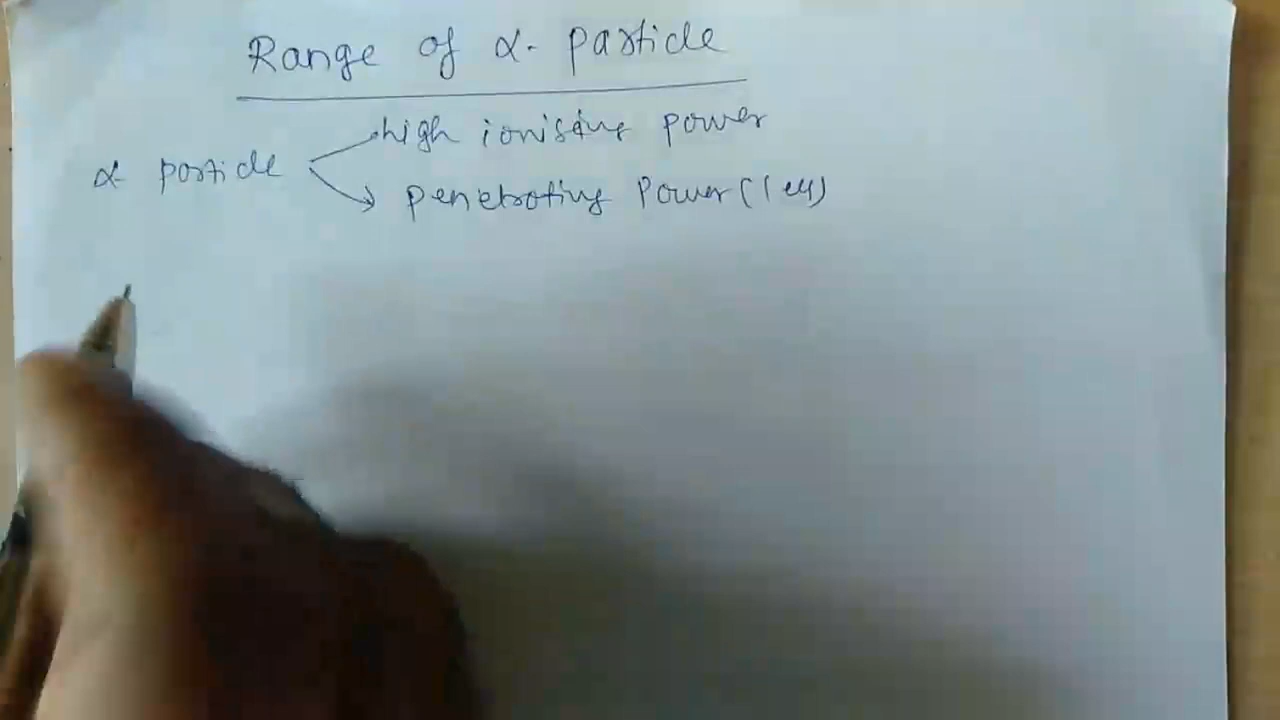 Range of α- particle
high ionising power
α- particle
penetrating Power (less)